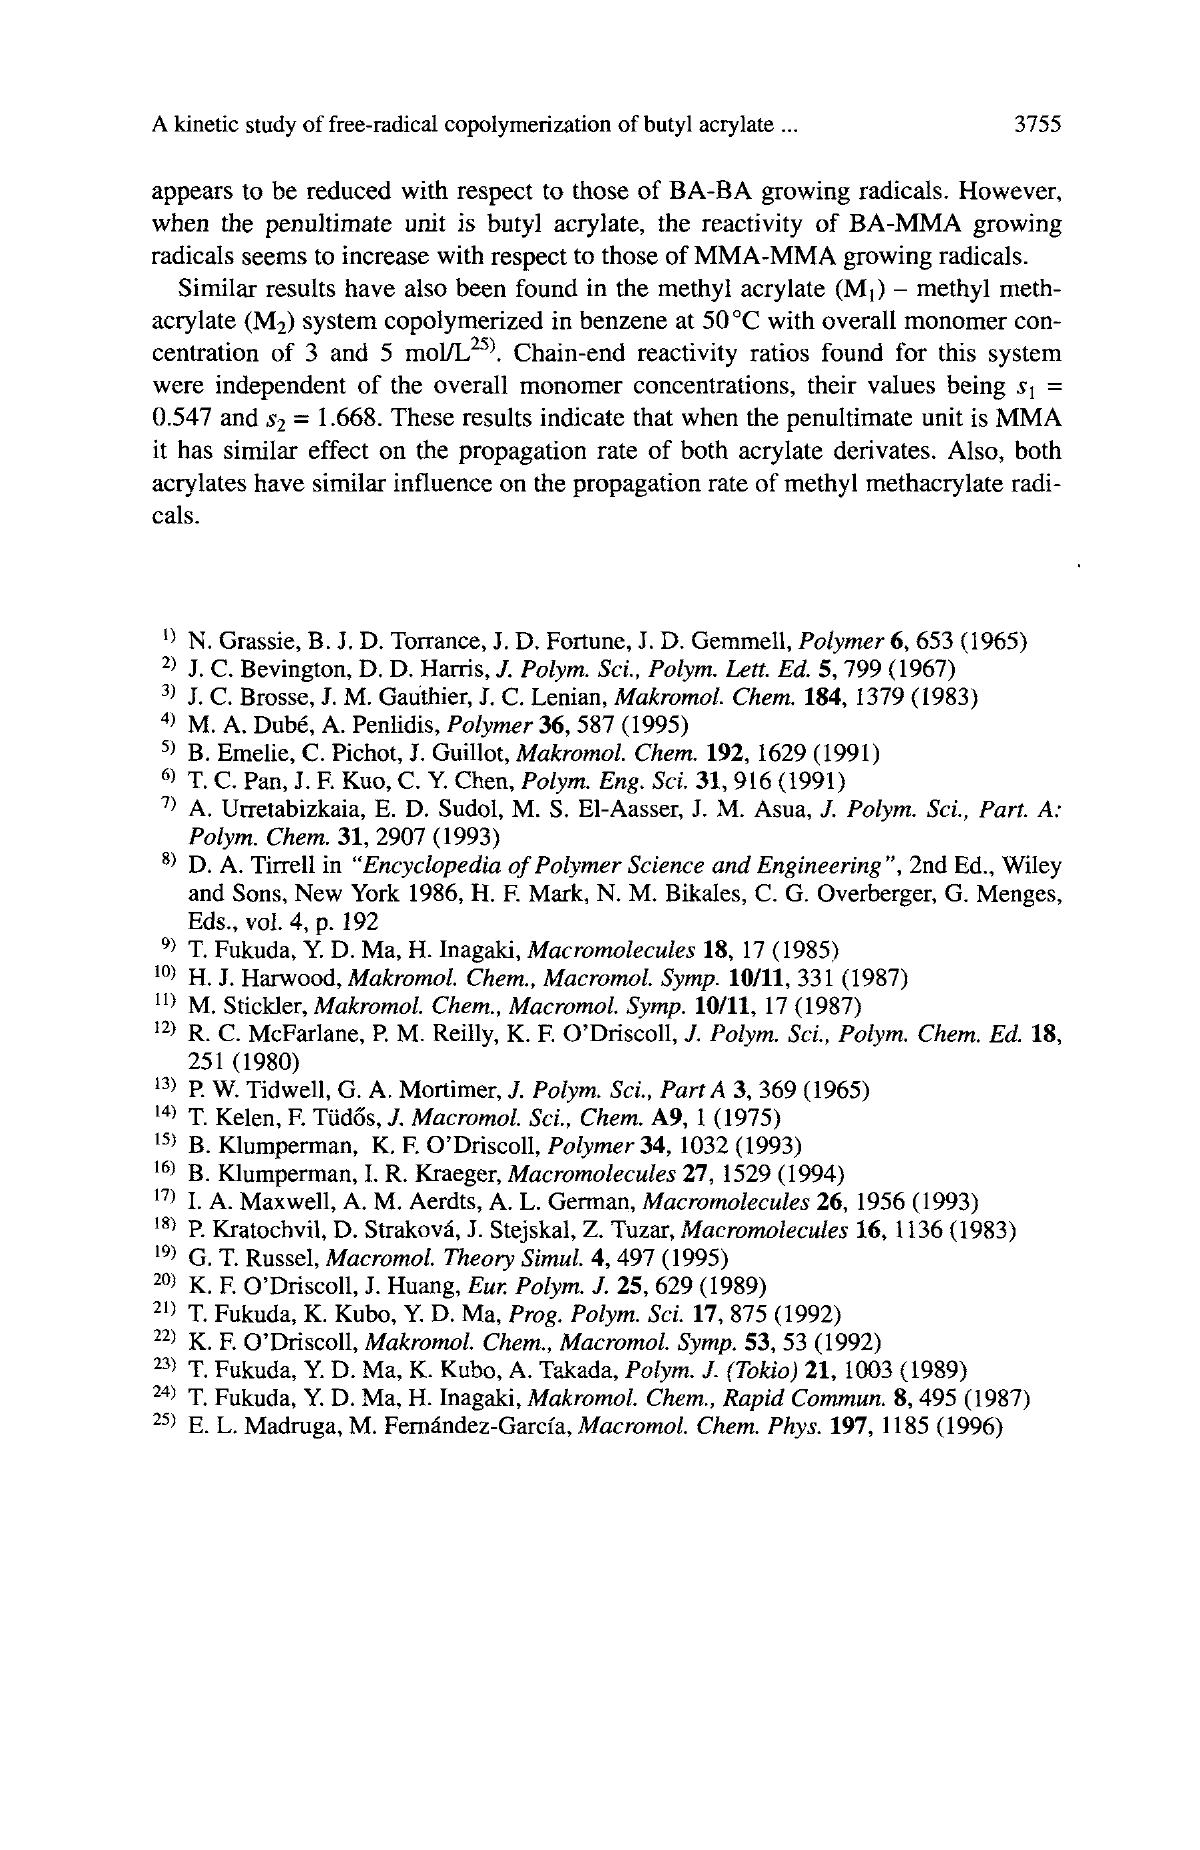 A kinetic study of free-radical copolymerization of butyl acrylate ... 3755
appears to be reduced with respect to those of BA-BA growing radicals. However,
when the penultimate unit is butyl acrylate, the reactivity of BA-MMA growing
radicals seems to increase with respect to those of MMA-MMA growing radicals.
Similar results have also been found in the methyl acrylate (M₁) – methyl meth-
acrylate (M₂) system copolymerized in benzene at 50 °C with overall monomer con-
centration of 3 and 5 mol/L²⁵⁾. Chain-end reactivity ratios found for this system
were independent of the overall monomer concentrations, their values being s₁ =
0.547 and s₂ = 1.668. These results indicate that when the penultimate unit is MMA
it has similar effect on the propagation rate of both acrylate derivates. Also, both
acrylates have similar influence on the propagation rate of methyl methacrylate radi-
cals.
¹⁾ N. Grassie, B. J. D. Torrance, J. D. Fortune, J. D. Gemmell, Polymer 6, 653 (1965)
²⁾ J. C. Bevington, D. D. Harris, J. Polym. Sci., Polym. Lett. Ed. 5, 799 (1967)
³⁾ J. C. Brosse, J. M. Gauthier, J. C. Lenian, Makromol. Chem. 184, 1379 (1983)
⁴⁾ M. A. Dubé, A. Penlidis, Polymer 36, 587 (1995)
⁵⁾ B. Emelie, C. Pichot, J. Guillot, Makromol. Chem. 192, 1629 (1991)
⁶⁾ T. C. Pan, J. F. Kuo, C. Y. Chen, Polym. Eng. Sci. 31, 916 (1991)
⁷⁾ A. Urretabizkaia, E. D. Sudol, M. S. El-Aasser, J. M. Asua, J. Polym. Sci., Part. A:
Polym. Chem. 31, 2907 (1993)
⁸⁾ D. A. Tirrell in “Encyclopedia of Polymer Science and Engineering”, 2nd Ed., Wiley
and Sons, New York 1986, H. F. Mark, N. M. Bikales, C. G. Overberger, G. Menges,
Eds., vol. 4, p. 192
⁹⁾ T. Fukuda, Y. D. Ma, H. Inagaki, Macromolecules 18, 17 (1985)
¹⁰⁾ H. J. Harwood, Makromol. Chem., Macromol. Symp. 10/11, 331 (1987)
¹¹⁾ M. Stickler, Makromol. Chem., Macromol. Symp. 10/11, 17 (1987)
¹²⁾ R. C. McFarlane, P. M. Reilly, K. F. O’Driscoll, J. Polym. Sci., Polym. Chem. Ed. 18,
251 (1980)
¹³⁾ P. W. Tidwell, G. A. Mortimer, J. Polym. Sci., Part A 3, 369 (1965)
¹⁴⁾ T. Kelen, F. Tüdős, J. Macromol. Sci., Chem. A9, 1 (1975)
¹⁵⁾ B. Klumperman, K. F. O’Driscoll, Polymer 34, 1032 (1993)
¹⁶⁾ B. Klumperman, I. R. Kraeger, Macromolecules 27, 1529 (1994)
¹⁷⁾ I. A. Maxwell, A. M. Aerdts, A. L. German, Macromolecules 26, 1956 (1993)
¹⁸⁾ P. Kratochvil, D. Straková, J. Stejskal, Z. Tuzar, Macromolecules 16, 1136 (1983)
¹⁹⁾ G. T. Russel, Macromol. Theory Simul. 4, 497 (1995)
²⁰⁾ K. F. O’Driscoll, J. Huang, Eur. Polym. J. 25, 629 (1989)
²¹⁾ T. Fukuda, K. Kubo, Y. D. Ma, Prog. Polym. Sci. 17, 875 (1992)
²²⁾ K. F. O’Driscoll, Makromol. Chem., Macromol. Symp. 53, 53 (1992)
²³⁾ T. Fukuda, Y. D. Ma, K. Kubo, A. Takada, Polym. J. (Tokio) 21, 1003 (1989)
²⁴⁾ T. Fukuda, Y. D. Ma, H. Inagaki, Makromol. Chem., Rapid Commun. 8, 495 (1987)
²⁵⁾ E. L. Madruga, M. Fernández-García, Macromol. Chem. Phys. 197, 1185 (1996)